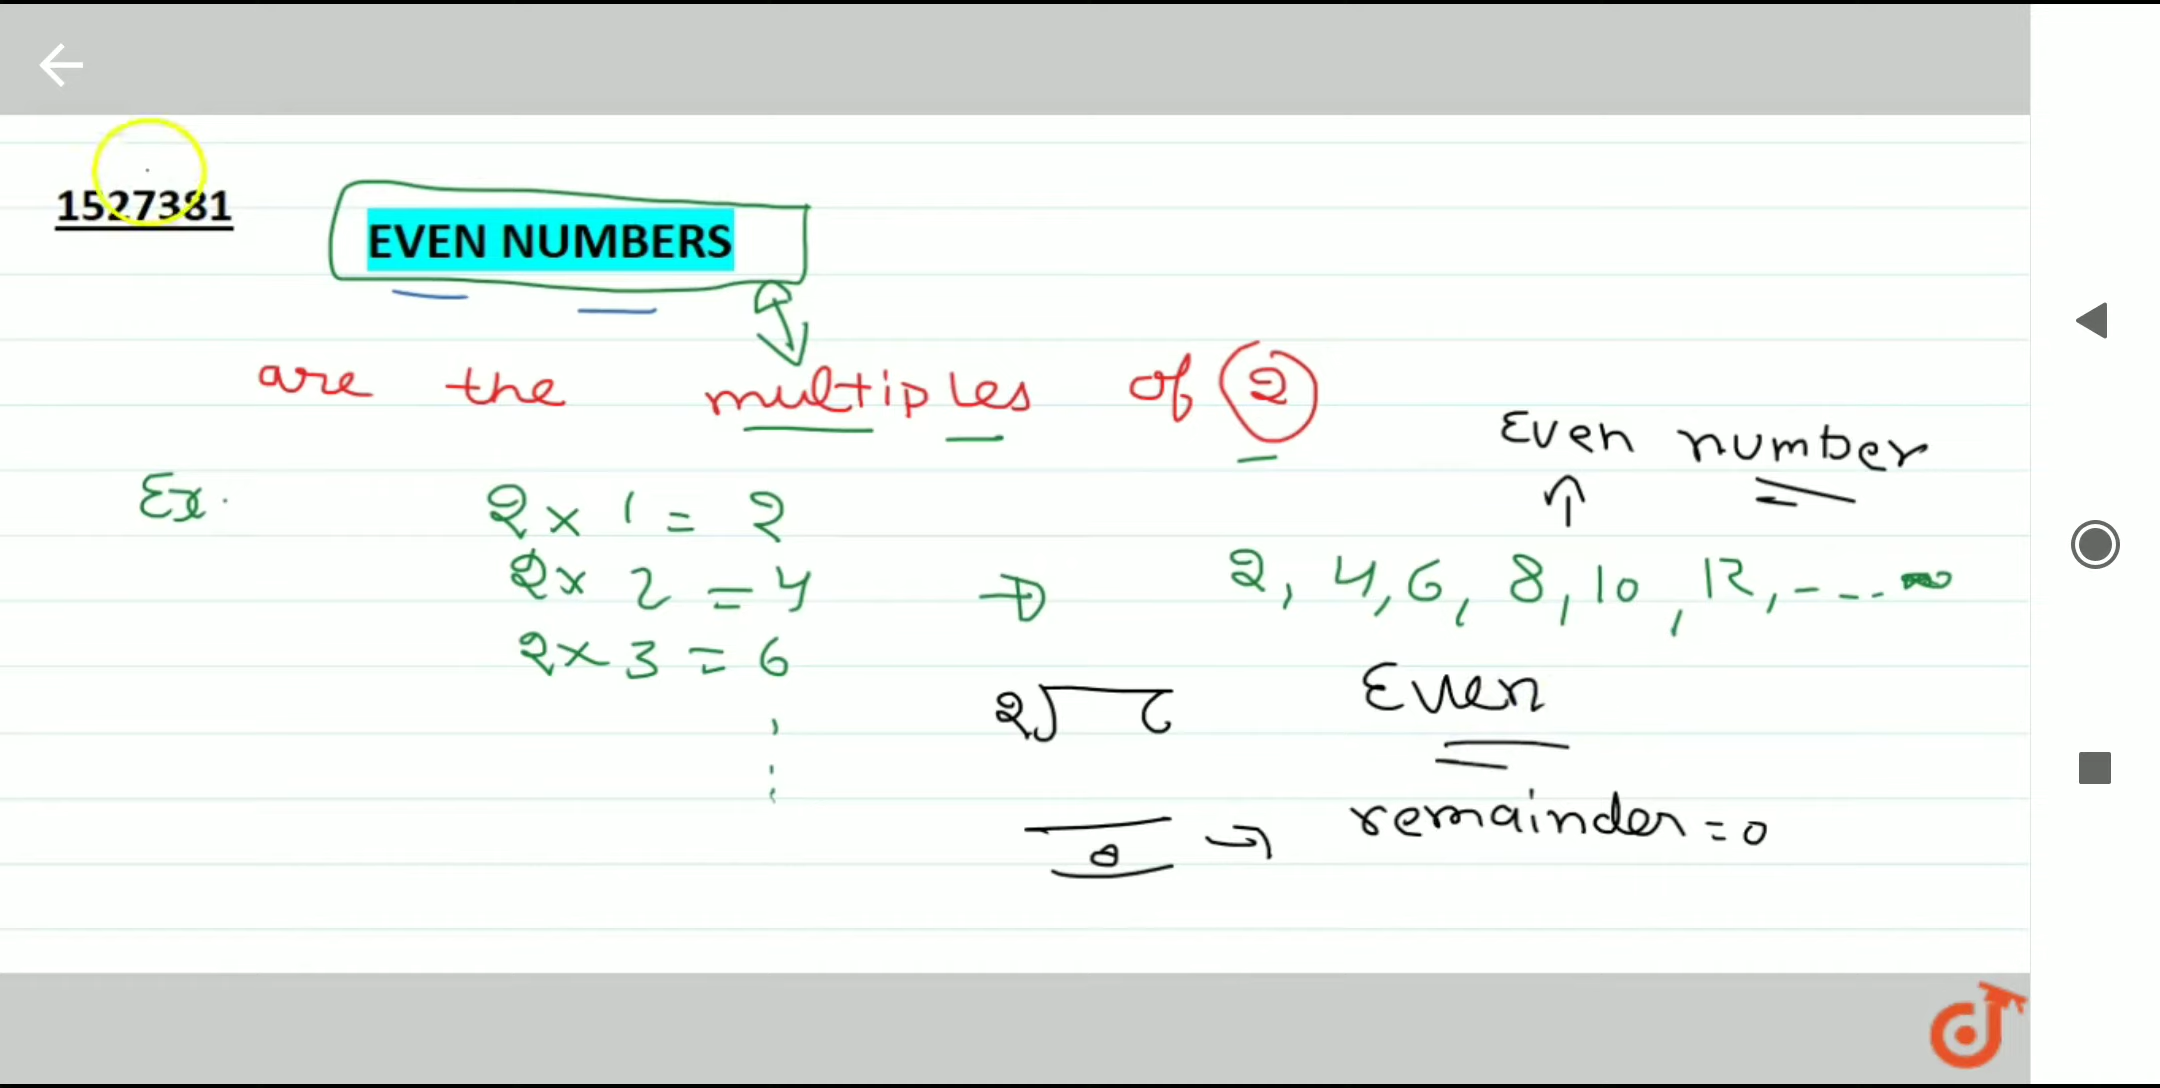 1527381
EVEN NUMBERS
are the multiples of 2
Even number
Ex.
2 x 1 = 2
2 x 2 = 4 → 2, 4, 6, 8, 10, 12, - - .. ∞
2 x 3 = 6
2 Even
0 → remainder = 0